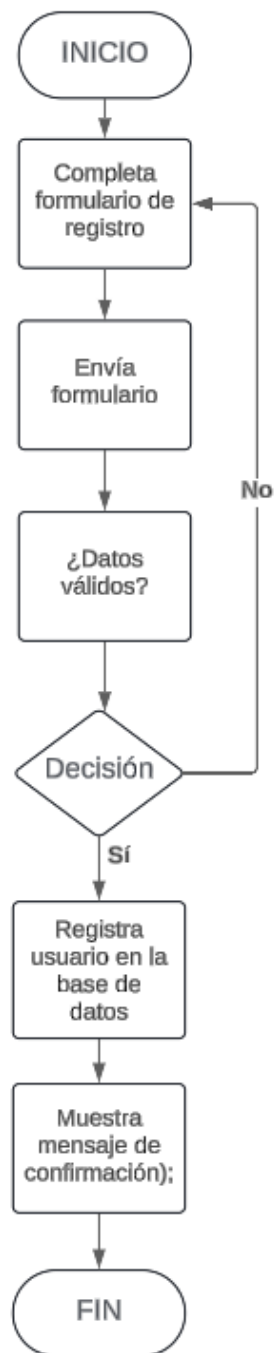 INICIO
Completa
formulario de
registro
Envía
formulario
No
¿Datos
válidos?
Decisión
Sí
Registra
usuario en la
base de
datos
Muestra
mensaje de
confirmación);
FIN